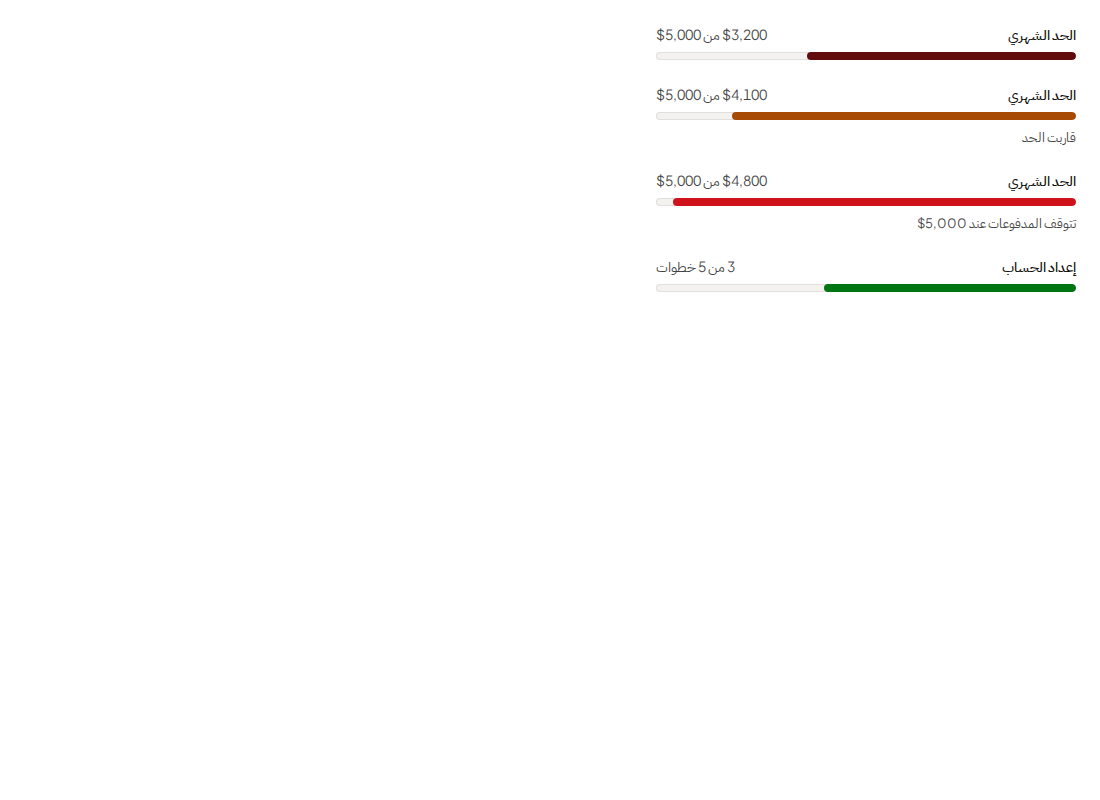 الحد الشهري
$3,200 من $5,000
الحد الشهري
$4,100 من $5,000
قاربت الحد
الحد الشهري
$4,800 من $5,000
تتوقف المدفوعات عند $5,000
إعداد الحساب
3 من 5 خطوات